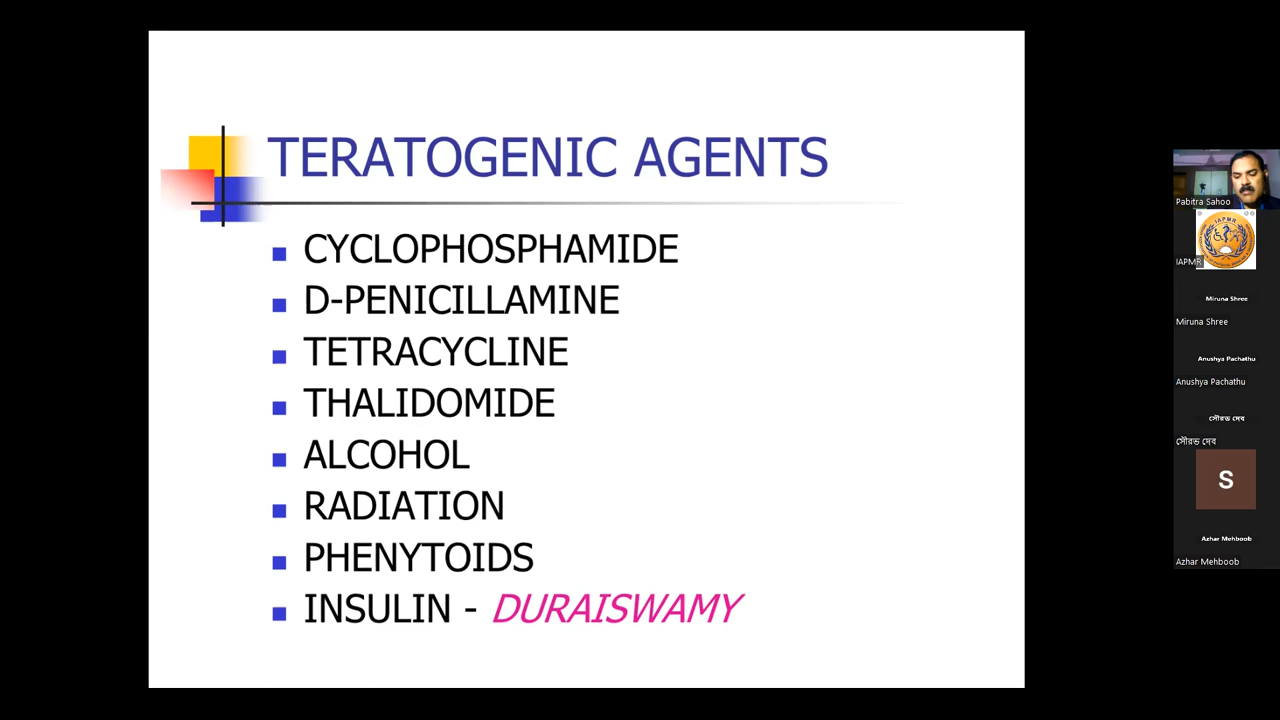 TERATOGENIC AGENTS
CYCLOPHOSPHAMIDE
D-PENICILLAMINE
TETRACYCLINE
THALIDOMIDE
ALCOHOL
RADIATION
PHENYTOIDS
INSULIN - DURAISWAMY
Pabitra Sahoo
IAPMR
IAPMR
Miruna Shree
Miruna Shree
Anushya Pachathu
Anushya Pachathu
সৌরভ দেব
সৌরভ দেব
S
Azhar Mehboob
Azhar Mehboob